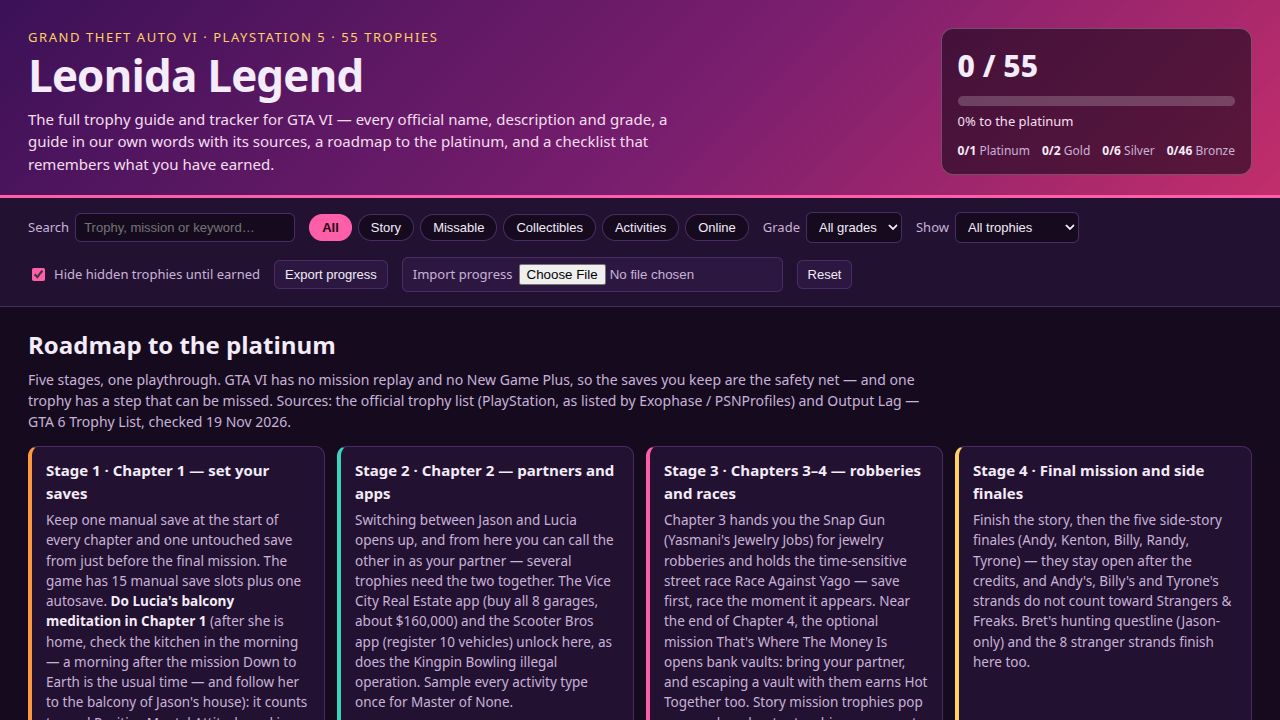 GRAND THEFT AUTO VI · PLAYSTATION 5 · 55 TROPHIES
Leonida Legend
The full trophy guide and tracker for GTA VI — every official name, description and grade, a
guide in our own words with its sources, a roadmap to the platinum, and a checklist that
remembers what you have earned.
0 / 55
0% to the platinum
0/1 Platinum 0/2 Gold 0/6 Silver 0/46 Bronze
Search Trophy, mission or keyword… All Story Missable Collectibles Activities Online Grade All grades Show All trophies
Hide hidden trophies until earned Export progress Import progress Choose File No file chosen Reset
Roadmap to the platinum
Five stages, one playthrough. GTA VI has no mission replay and no New Game Plus, so the saves you keep are the safety net — and one
trophy has a step that can be missed. Sources: the official trophy list (PlayStation, as listed by Exophase / PSNProfiles) and Output Lag —
GTA 6 Trophy List, checked 19 Nov 2026.
Stage 1 · Chapter 1 — set your
saves
Keep one manual save at the start of
every chapter and one untouched save
from just before the final mission. The
game has 15 manual save slots plus one
autosave. Do Lucia's balcony
meditation in Chapter 1 (after she is
home, check the kitchen in the morning
— a morning after the mission Down to
Earth is the usual time — and follow her
to the balcony of Jason's house): it counts
Stage 2 · Chapter 2 — partners and
apps
Switching between Jason and Lucia
opens up, and from here you can call the
other in as your partner — several
trophies need the two together. The Vice
City Real Estate app (buy all 8 garages,
about $160,000) and the Scooter Bros
app (register 10 vehicles) unlock here, as
does the Kingpin Bowling illegal
operation. Sample every activity type
once for Master of None.
Stage 3 · Chapters 3–4 — robberies
and races
Chapter 3 hands you the Snap Gun
(Yasmani's Jewelry Jobs) for jewelry
robberies and holds the time-sensitive
street race Race Against Yago — save
first, race the moment it appears. Near
the end of Chapter 4, the optional
mission That's Where The Money Is
opens bank vaults: bring your partner,
and escaping a vault with them earns Hot
Together too. Story mission trophies pop
Stage 4 · Final mission and side
finales
Finish the story, then the five side-story
finales (Andy, Kenton, Billy, Randy,
Tyrone) — they stay open after the
credits, and Andy's, Billy's and Tyrone's
strands do not count toward Strangers &
Freaks. Bret's hunting questline (Jason-
only) and the 8 stranger strands finish
here too.